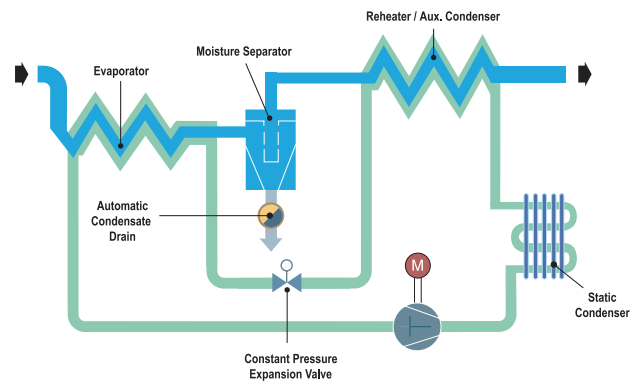 Reheater / Aux. Condenser
Moisture Separator
Evaporator
Automatic
Condensate
Drain
M
Static
Condenser
Constant Pressure
Expansion Valve